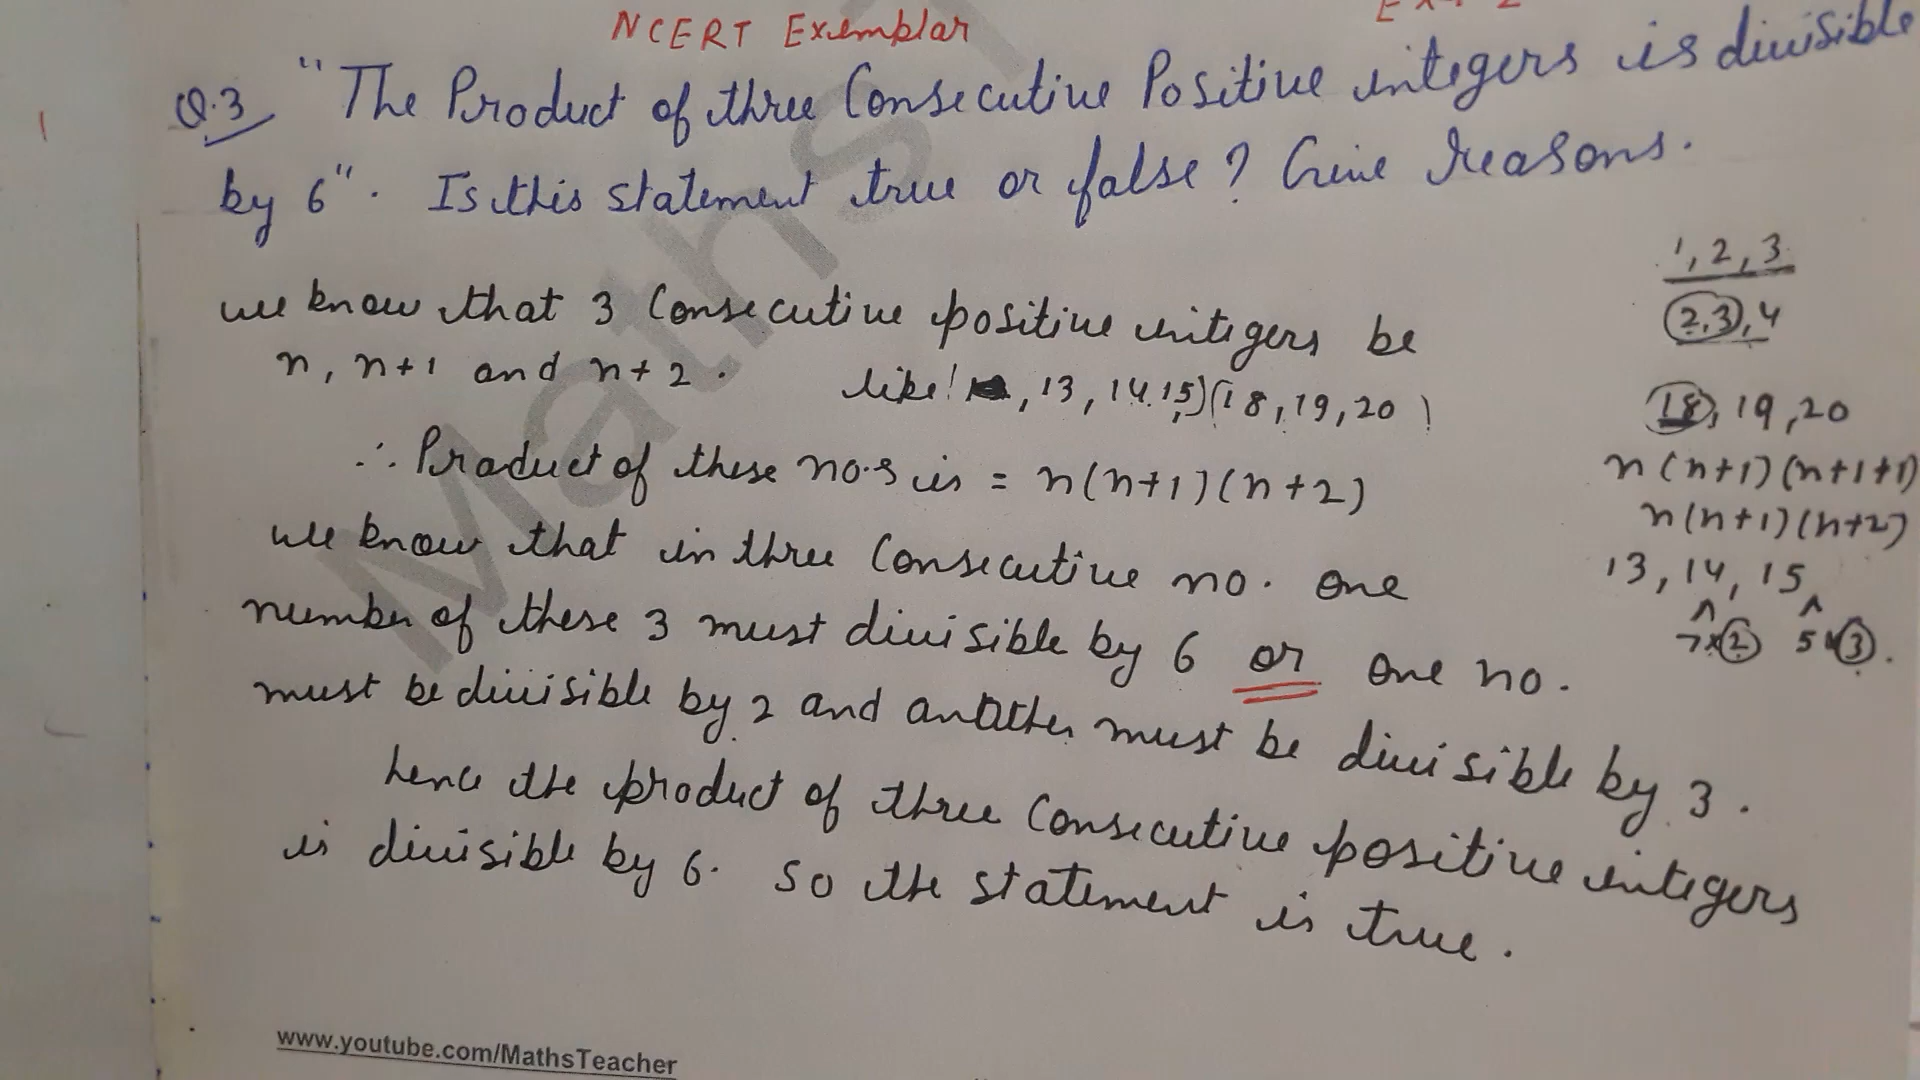 NCERT Exemplar
Q.3 "The Product of three Consecutive Positive integers is divisible
by 6". Is this statement true or false? Give Reasons.
we know that 3 Consecutive positive integers be
n, n+1 and n+2.
like! , 13, 14.15)(18,19,20)
∴ Product of these no.s is = n(n+1)(n+2)
we know that in three Consecutive no. one
number of these 3 must divisible by 6 or one no.
must be divisible by 2 and another must be divisible by 3.
hence the product of three Consecutive positive integers
is divisible by 6. So the statement is true.
1,2,3
2,3,4
18, 19,20
n(n+1)(n+1+1)
n(n+1)(n+2)
13, 14, 15
7×2 5×3.
Maths
www.youtube.com/MathsTeacher